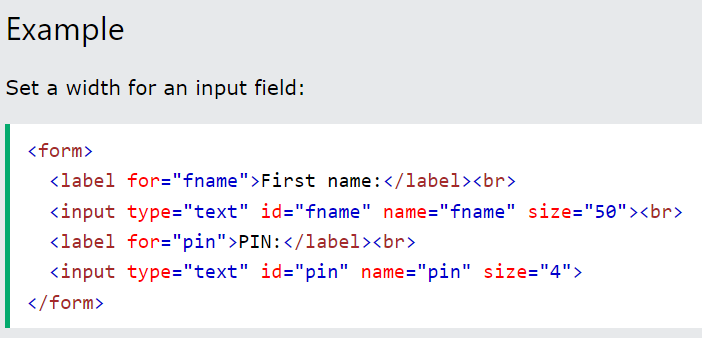 Example
Set a width for an input field:
<form>
  <label for="fname">First name:</label><br>
  <input type="text" id="fname" name="fname" size="50"><br>
  <label for="pin">PIN:</label><br>
  <input type="text" id="pin" name="pin" size="4">
</form>